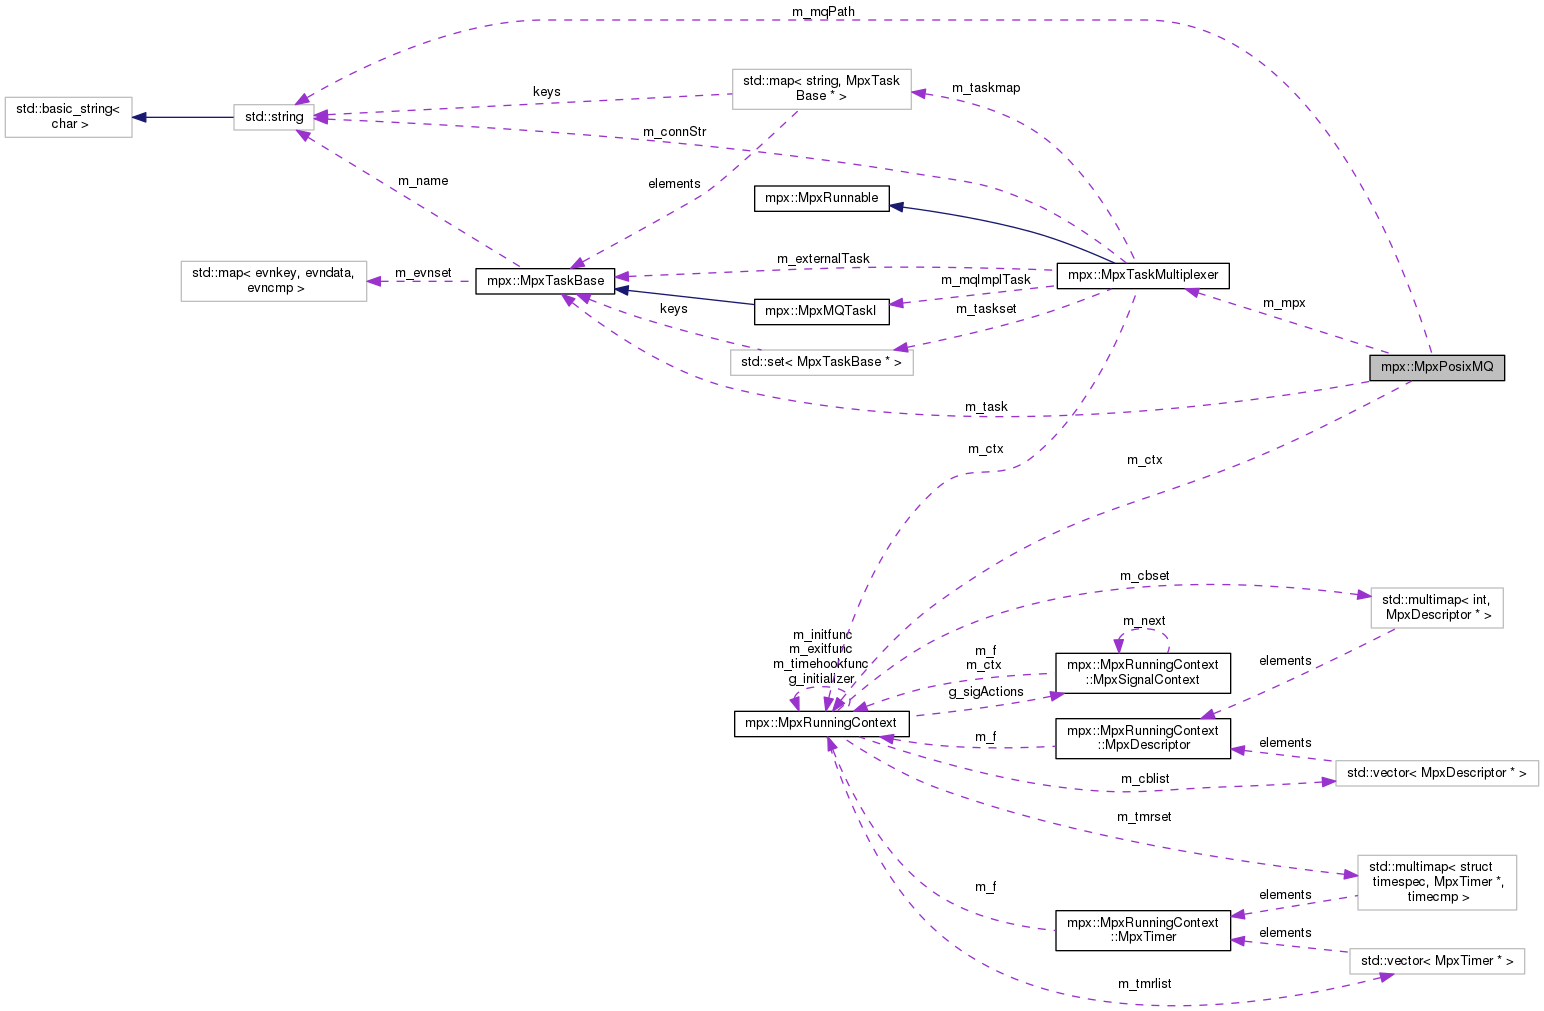 m_mqPath
std::map< string, MpxTask
Base * >
keys
m_taskmap
std::basic_string<
char >
std::string
m_connStr
m_name
elements
mpx::MpxRunnable
m_externalTask
std::map< evnkey, evndata,
evncmp >
m_evnset
mpx::MpxTaskBase
mpx::MpxTaskMultiplexer
m_mqImplTask
mpx::MpxMQTaskI
keys
m_taskset
m_mpx
std::set< MpxTaskBase * >
mpx::MpxPosixMQ
m_task
m_ctx
m_ctx
m_cbset
std::multimap< int,
MpxDescriptor * >
m_next
m_initfunc
m_exitfunc
m_timehookfunc
g_initializer
m_f
m_ctx
mpx::MpxRunningContext
::MpxSignalContext
elements
g_sigActions
mpx::MpxRunningContext
m_f
mpx::MpxRunningContext
::MpxDescriptor
elements
m_cblist
std::vector< MpxDescriptor * >
m_tmrset
std::multimap< struct
timespec, MpxTimer *,
timecmp >
m_f
elements
mpx::MpxRunningContext
::MpxTimer
elements
std::vector< MpxTimer * >
m_tmrlist